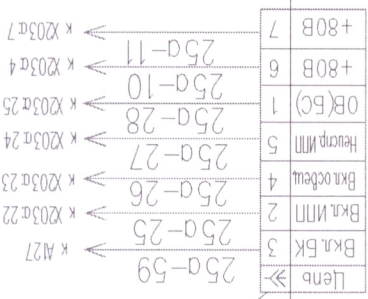 Цепь
Вкл.БК 3 25а-59 к А127
Вкл.ИПП 2 25а-25 к Х203а 22
Вкл.освещ 4 25а-26 к Х203а 23
Неиспр ИПП 5 25а-27 к Х203а 24
ОВ(БС) 1 25а-28 к Х203а 25
+80В 6 25а-10 к Х203а 4
+80В 7 25а-11 к Х203а 7